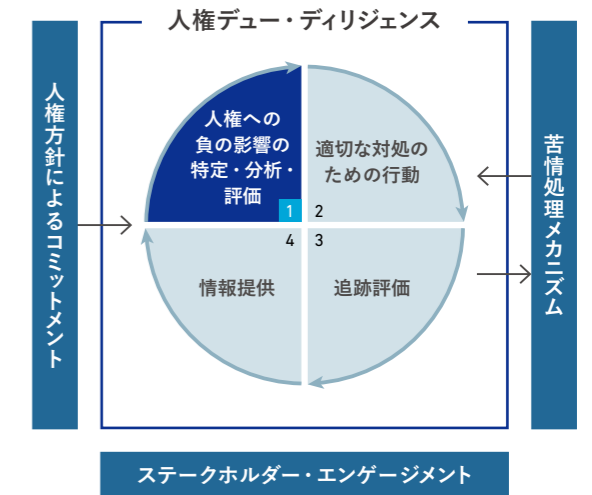 人権デュー・ディリジェンス
人権方針によるコミットメント
人権への
負の影響の
特定・分析・
評価
1
適切な対処の
ための行動
2
4
情報提供
3
追跡評価
苦情処理メカニズム
ステークホルダー・エンゲージメント